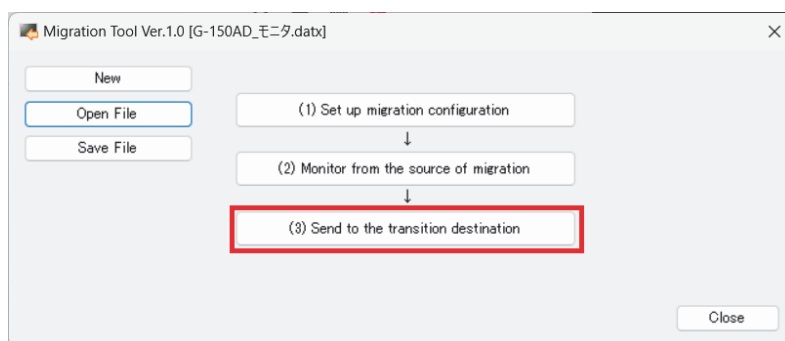 Migration Tool Ver.1.0 [G-150AD_モニタ.datx]
New
Open File
Save File
(1) Set up migration configuration
↓
(2) Monitor from the source of migration
↓
(3) Send to the transition destination
Close